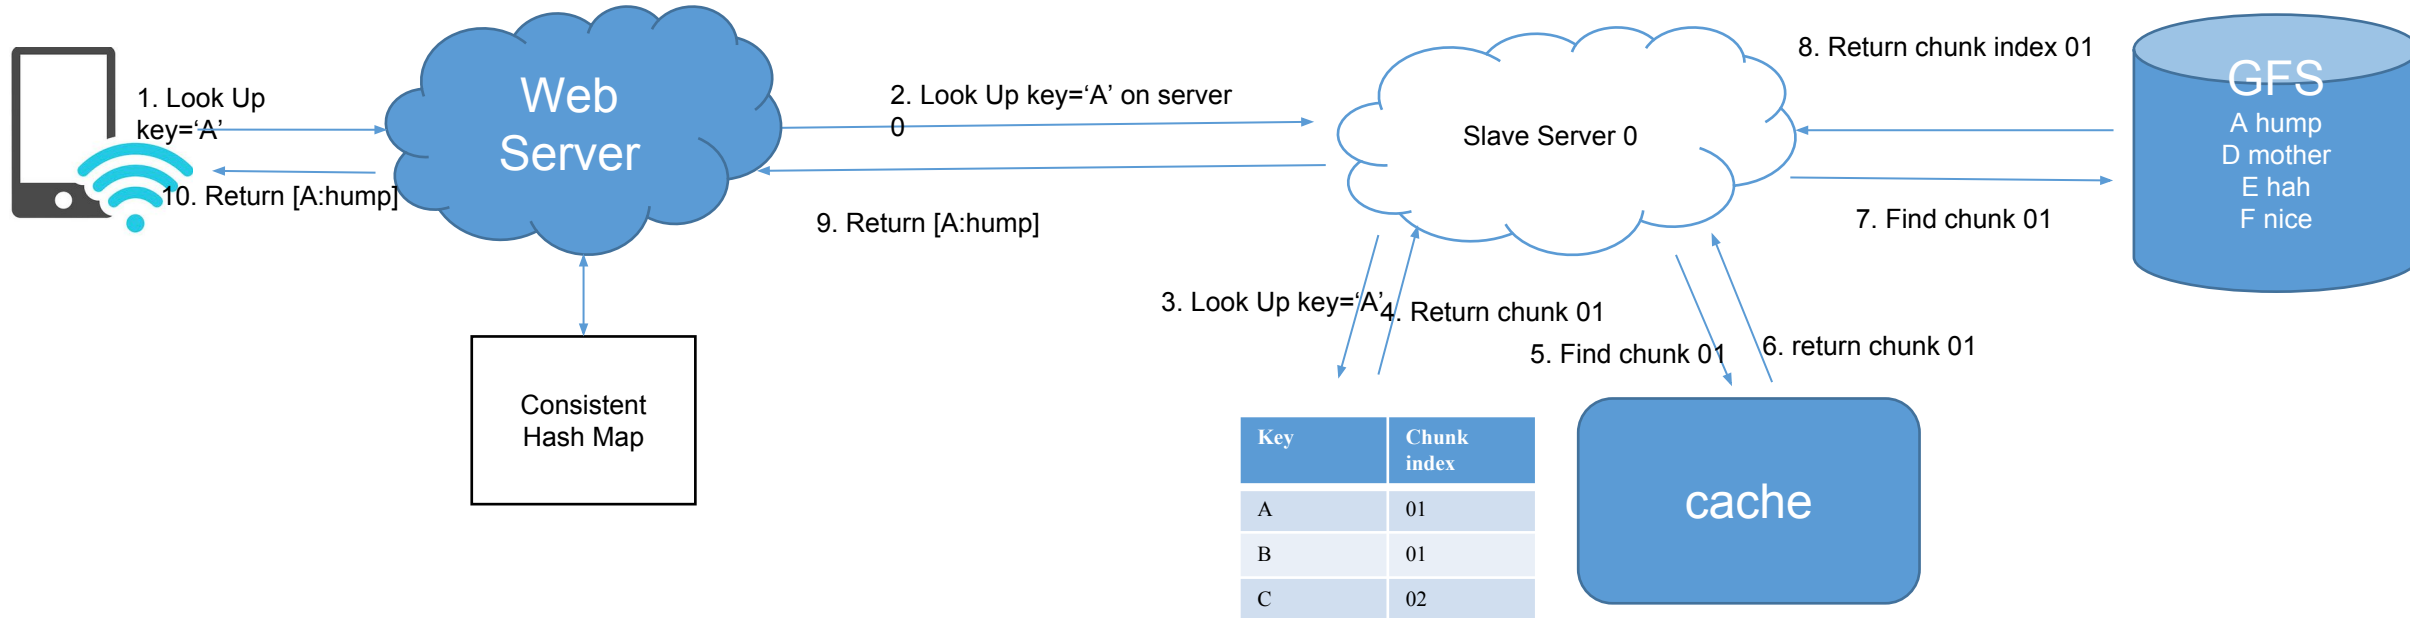 1. Look Up
key=‘A’
10. Return [A:hump]
Web
Server
Consistent
Hash Map
2. Look Up key=‘A’ on server
0
9. Return [A:hump]
Slave Server 0
3. Look Up key=‘A’
4. Return chunk 01
5. Find chunk 01
6. return chunk 01
Key Chunk
index
A 01
B 01
C 02
cache
8. Return chunk index 01
7. Find chunk 01
GFS
A hump
D mother
E hah
F nice